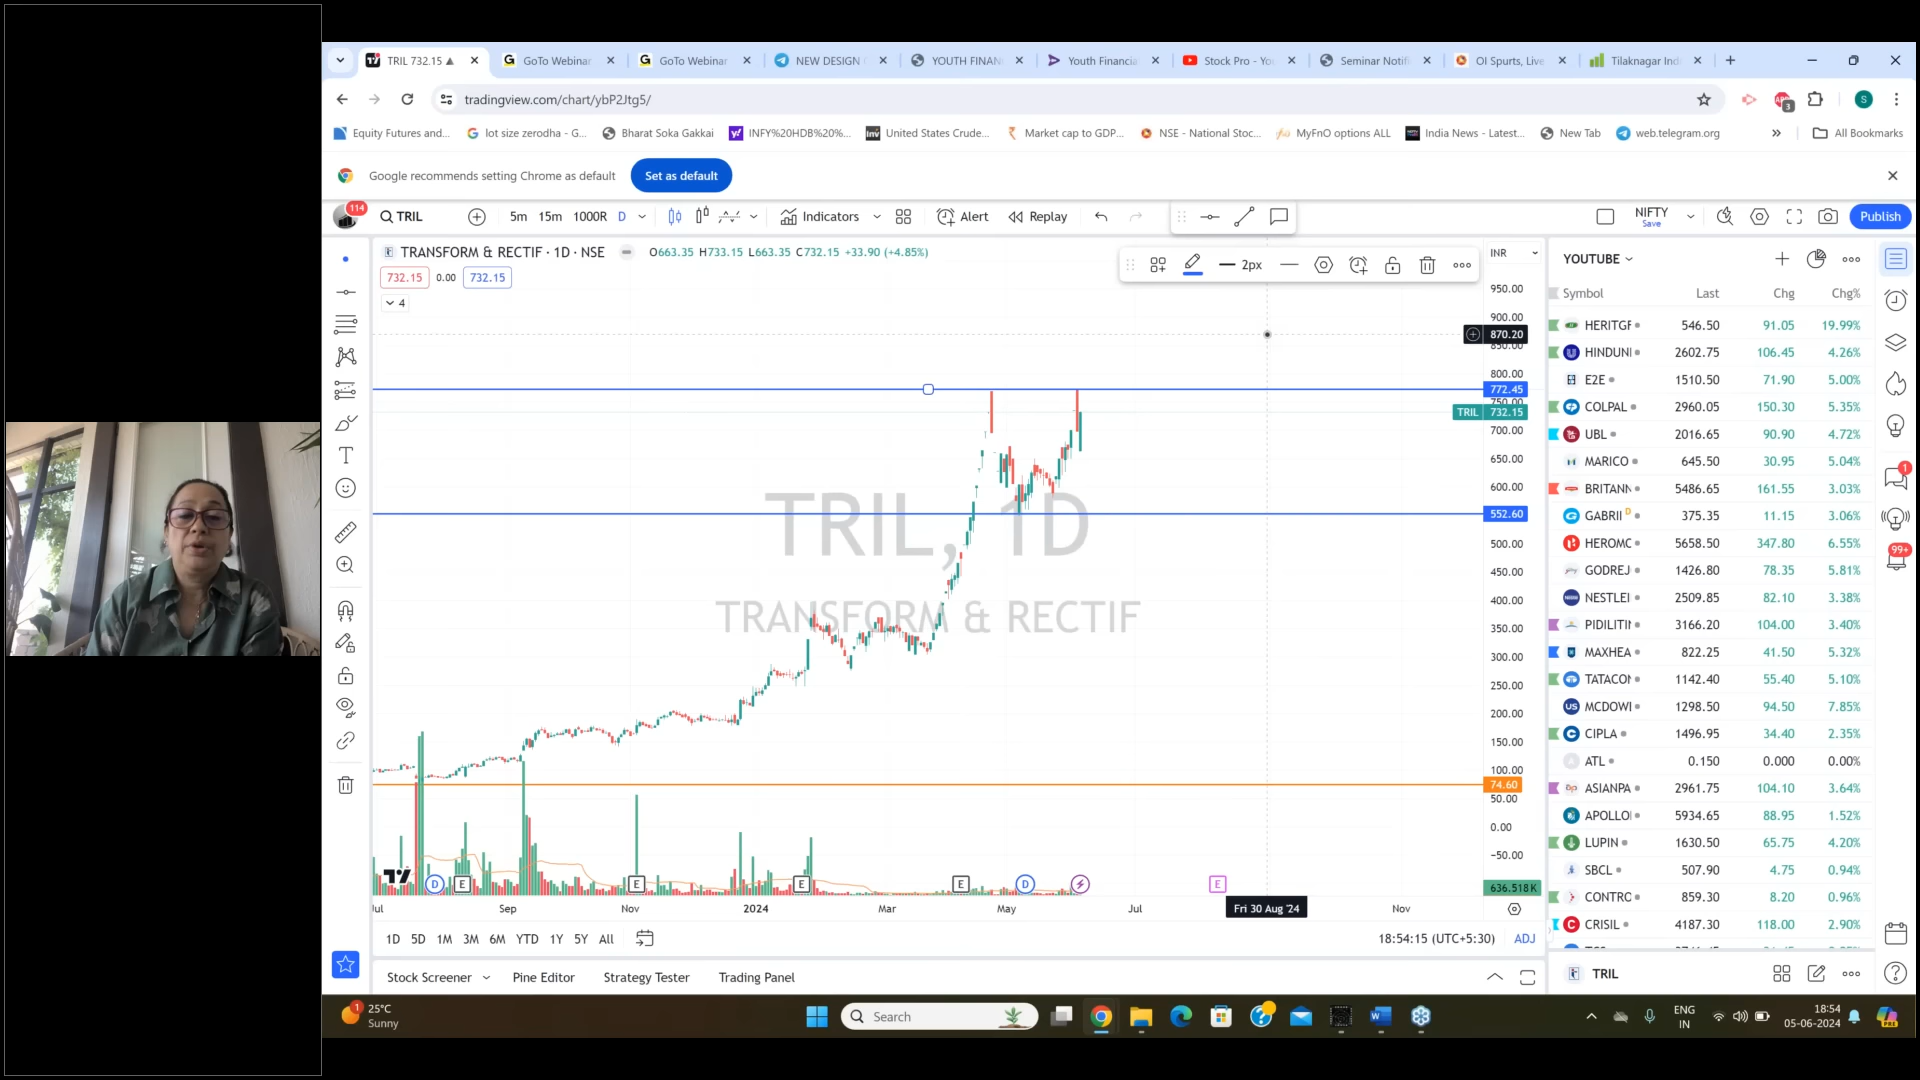 TRIL 732.15 ▲
GoTo Webinar
GoTo Webinar
NEW DESIGN
YOUTH FINAN
Youth Financia
Stock Pro - You
Seminar Notifi
OI Spurts, Live
Tilaknagar Ind
tradingview.com/chart/ybP2Jtg5/
3
S
Equity Futures and...
lot size zerodha - G...
Bharat Soka Gakkai
INFY%20HDB%20%...
United States Crude...
Market cap to GDP...
NSE - National Stoc...
MyFnO options ALL
India News - Latest...
New Tab
web.telegram.org
All Bookmarks
Google recommends setting Chrome as default
Set as default
114
TRIL
5m 15m 1000R D
Indicators
Alert
Replay
NIFTY
Save
Publish
TRANSFORM & RECTIF · 1D · NSE
O663.35 H733.15 L663.35 C732.15 +33.90 (+4.85%)
732.15 0.00 732.15
4
2px
INR
950.00
900.00
870.20
850.00
800.00
772.45
750.00
TRIL 732.15
700.00
650.00
600.00
552.60
500.00
450.00
400.00
350.00
300.00
250.00
200.00
150.00
100.00
74.60
50.00
0.00
−50.00
636.518K
TRIL, 1D
TRANSFORM & RECTIF
D E E E E D E
Jul Sep Nov 2024 Mar May Jul Fri 30 Aug '24 Nov
1D 5D 1M 3M 6M YTD 1Y 5Y All
18:54:15 (UTC+5:30) ADJ
Stock Screener Pine Editor Strategy Tester Trading Panel
YOUTUBE
Symbol Last Chg Chg%
HERITGF 546.50 91.05 19.99%
HINDUNI 2602.75 106.45 4.26%
E2E 1510.50 71.90 5.00%
COLPAL 2960.05 150.30 5.35%
UBL 2016.65 90.90 4.72%
MARICO 645.50 30.95 5.04%
BRITANN 5486.65 161.55 3.03%
GABRII D 375.35 11.15 3.06%
HEROMC 5658.50 347.80 6.55%
GODREJ 1426.80 78.35 5.81%
NESTLEI 2509.85 82.10 3.38%
PIDILITII 3166.20 104.00 3.40%
MAXHEA 822.25 41.50 5.32%
TATACON 1142.40 55.40 5.10%
MCDOWI 1298.50 94.50 7.85%
CIPLA 1496.95 34.40 2.35%
ATL 0.150 0.000 0.00%
ASIANPA 2961.75 104.10 3.64%
APOLLO 5934.65 88.95 1.52%
LUPIN 1630.50 65.75 4.20%
SBCL 507.90 4.75 0.94%
CONTRC 859.30 8.20 0.96%
CRISIL 4187.30 118.00 2.90%
TRIL
1
99+
1
25°C
Sunny
Search
ENG
IN
18:54
05-06-2024